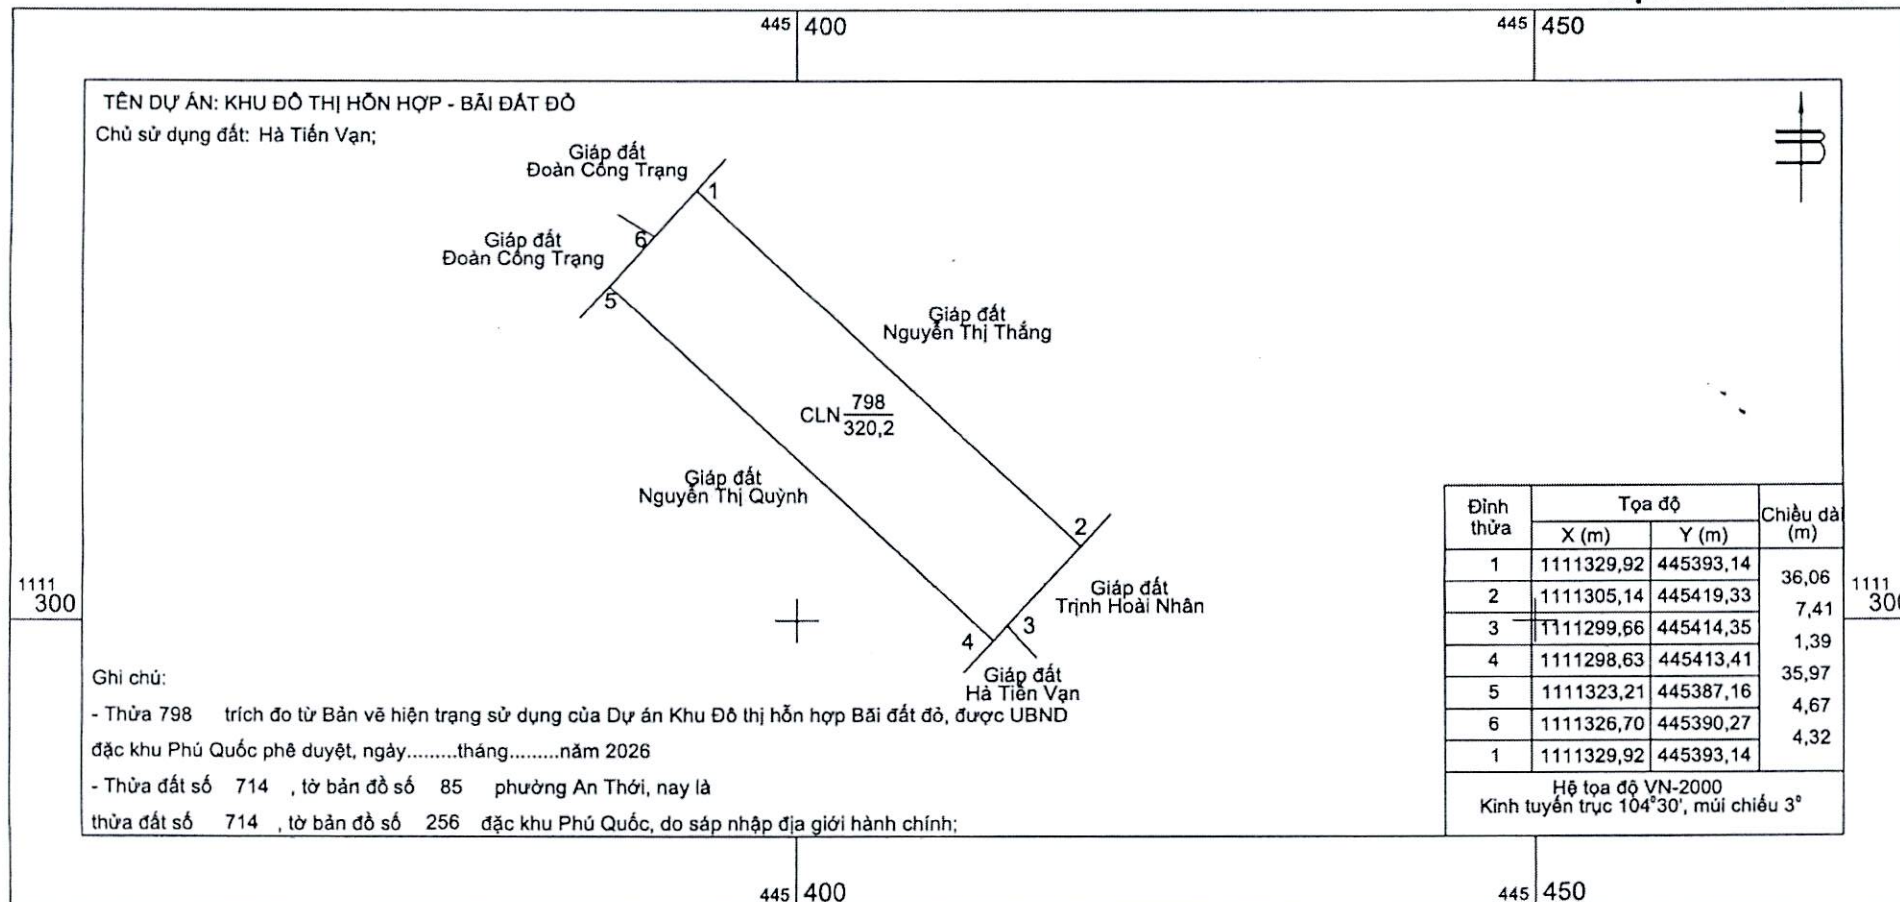 445 400
445 450
TÊN DỰ ÁN: KHU ĐÔ THỊ HỖN HỢP - BÃI ĐẤT ĐỎ
Chủ sử dụng đất: Hà Tiến Vạn;
Giáp đất
Đoàn Công Trạng
1
6
Giáp đất
Đoàn Công Trạng
5
Giáp đất
Nguyễn Thị Thắng
CLN 798
320,2
Giáp đất
Nguyễn Thị Quỳnh
2
Giáp đất
Trịnh Hoài Nhân
3
4
Giáp đất
Hà Tiến Vạn
1111
300
1111
300
Đỉnh thửa Tọa độ Chiều dài (m)
X (m) Y (m)
1 1111329,92 445393,14
36,06
2 1111305,14 445419,33
7,41
3 1111299,66 445414,35
1,39
4 1111298,63 445413,41
35,97
5 1111323,21 445387,16
4,67
6 1111326,70 445390,27
4,32
1 1111329,92 445393,14
Hệ tọa độ VN-2000
Kinh tuyến trục 104°30', múi chiếu 3°
Ghi chú:
- Thửa 798 trích đo từ Bản vẽ hiện trạng sử dụng của Dự án Khu Đô thị hỗn hợp Bãi đất đỏ, được UBND
đặc khu Phú Quốc phê duyệt, ngày.........tháng.........năm 2026
- Thửa đất số 714 , tờ bản đồ số 85 phường An Thới, nay là
thửa đất số 714 , tờ bản đồ số 256 đặc khu Phú Quốc, do sáp nhập địa giới hành chính;
445 400
445 450